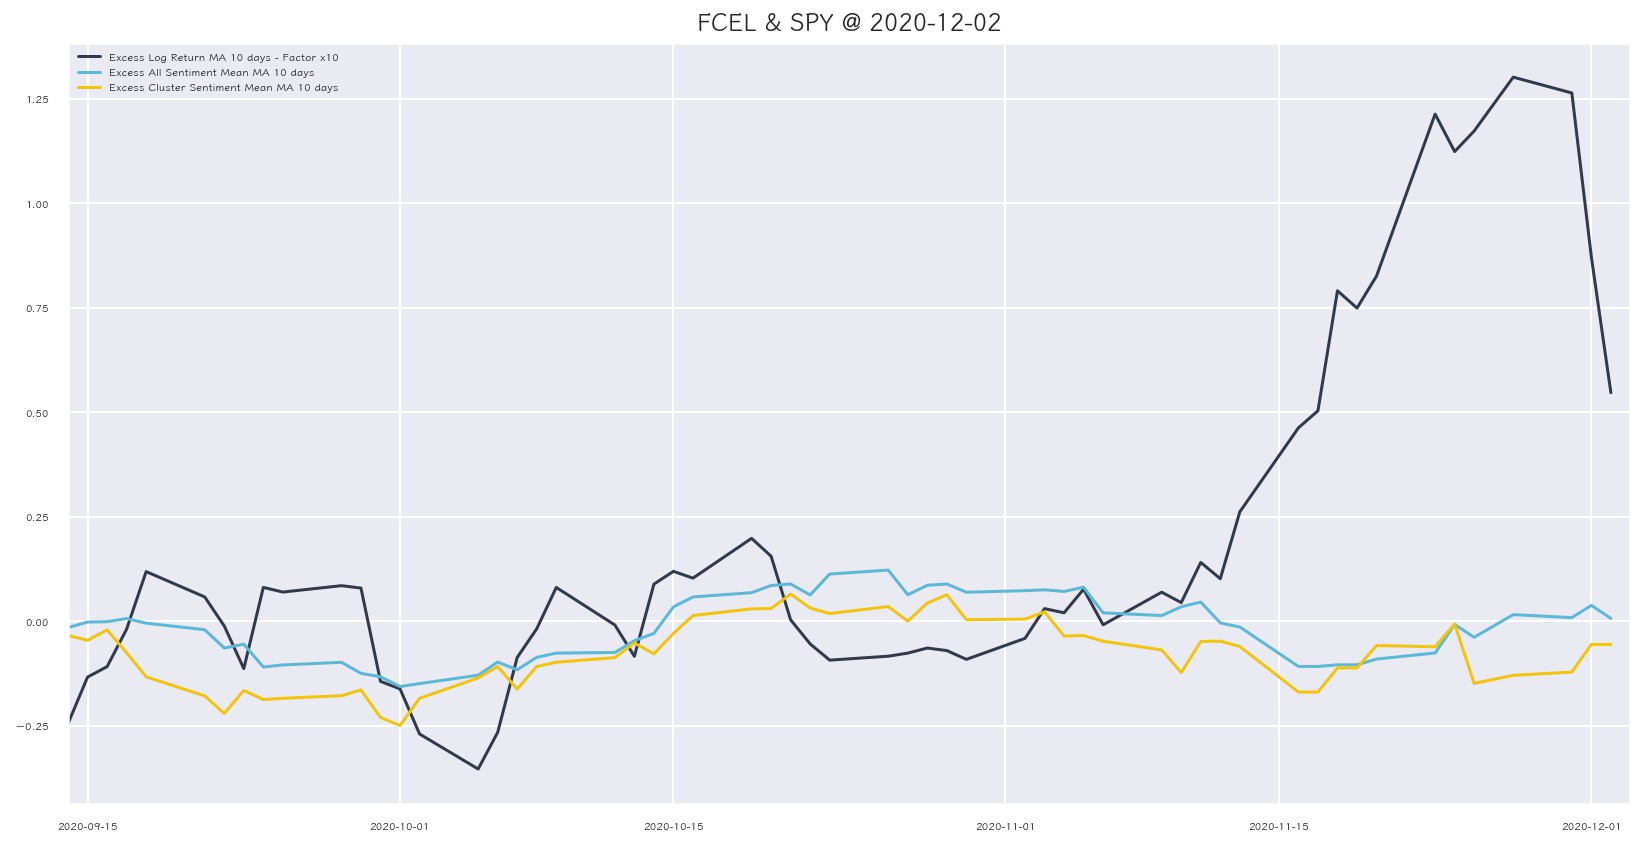 FCEL & SPY @ 2020-12-02
Excess Log Return MA 10 days - Factor x10
Excess All Sentiment Mean MA 10 days
Excess Cluster Sentiment Mean MA 10 days
1.25
1.00
0.75
0.50
0.25
0.00
−0.25
2020-09-15 2020-10-01 2020-10-15 2020-11-01 2020-11-15 2020-12-01